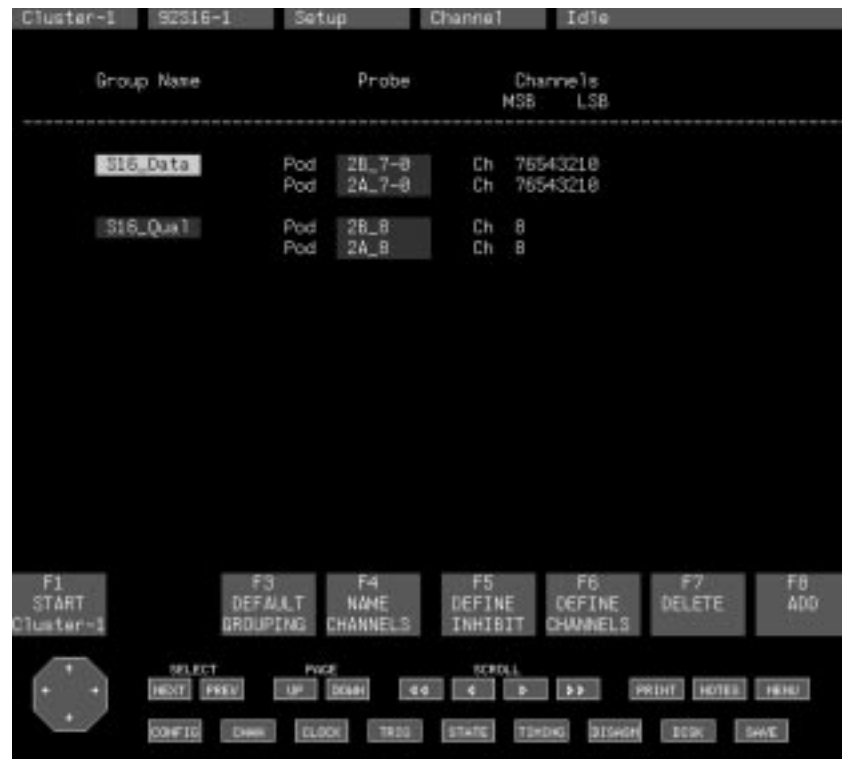 Cluster-1 92S16-1 Setup Channel Idle
Group Name Probe Channels
MSB LSB
S16_Data Pod 2B_7-0 Ch 76543210
Pod 2A_7-0 Ch 76543210
S16_Qual Pod 2B_8 Ch 8
Pod 2A_8 Ch 8
F1 F3 F4 F5 F6 F7 F8
START DEFAULT NAME DEFINE DEFINE DELETE ADD
Cluster-1 GROUPING CHANNELS INHIBIT CHANNELS
SELECT PAGE SCROLL
NEXT PREV UP DOWN PRINT NOTES MENU
CONFIG CHAN CLOCK TRIG STATE TIMING DISASM DISK SAVE